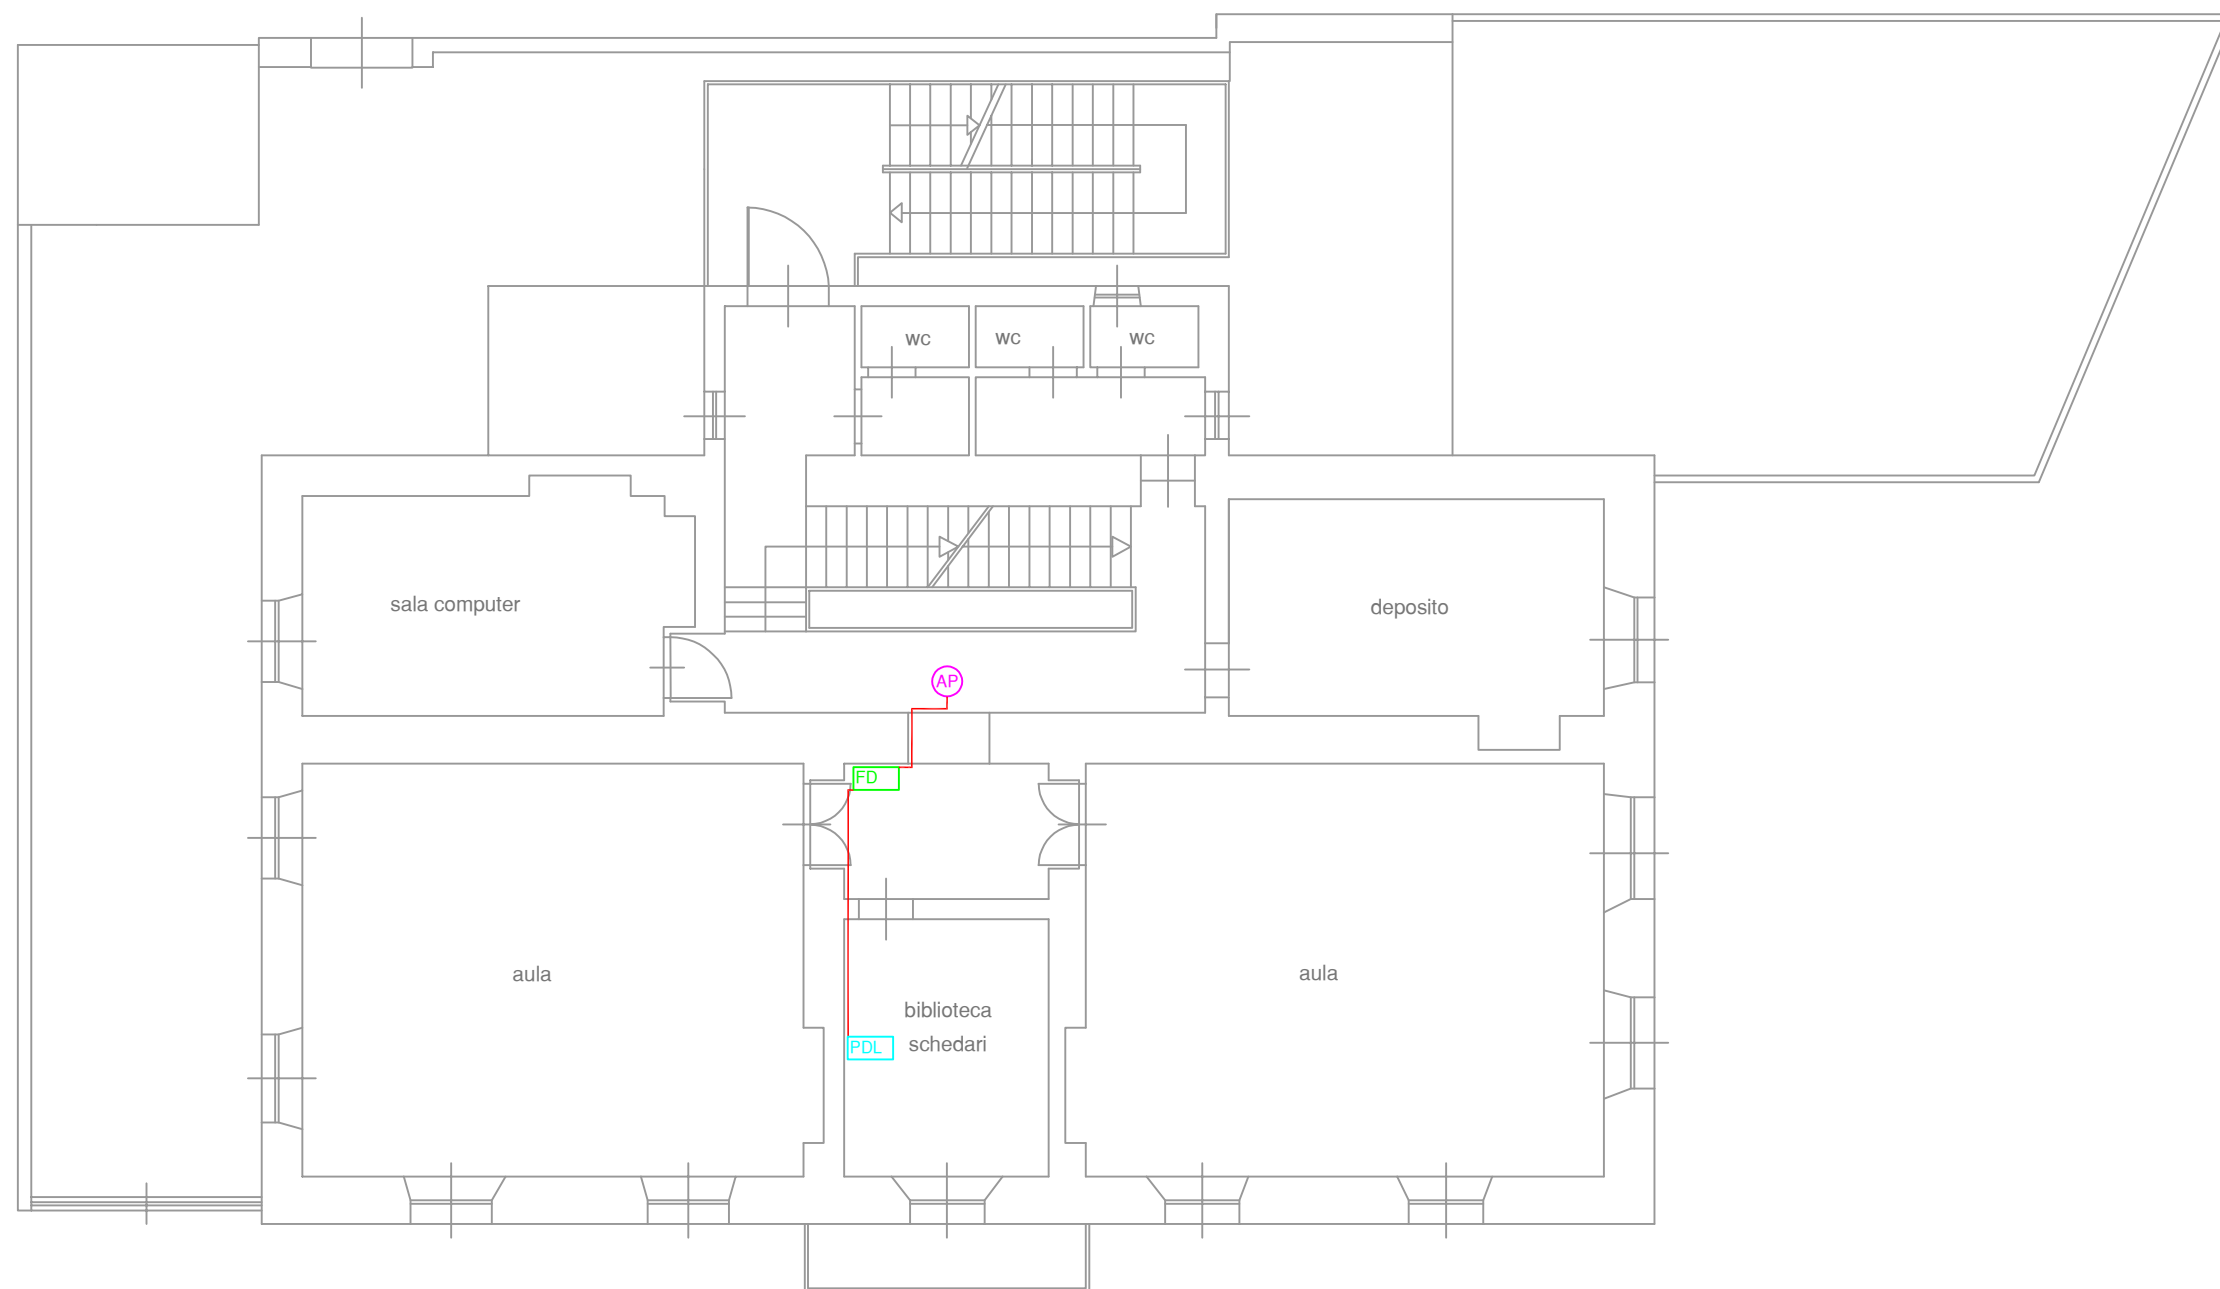 wc
wc
wc
sala computer
deposito
AP
FD
aula
aula
biblioteca
schedari
PDL